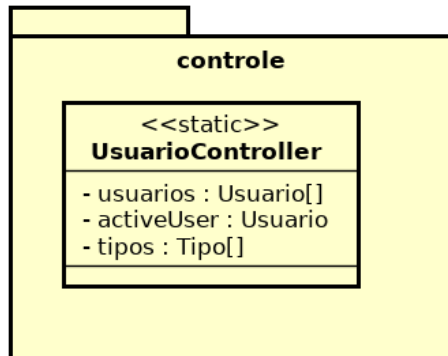 controle
<<static>>
UsuarioController
- usuarios : Usuario[]
- activeUser : Usuario
- tipos : Tipo[]